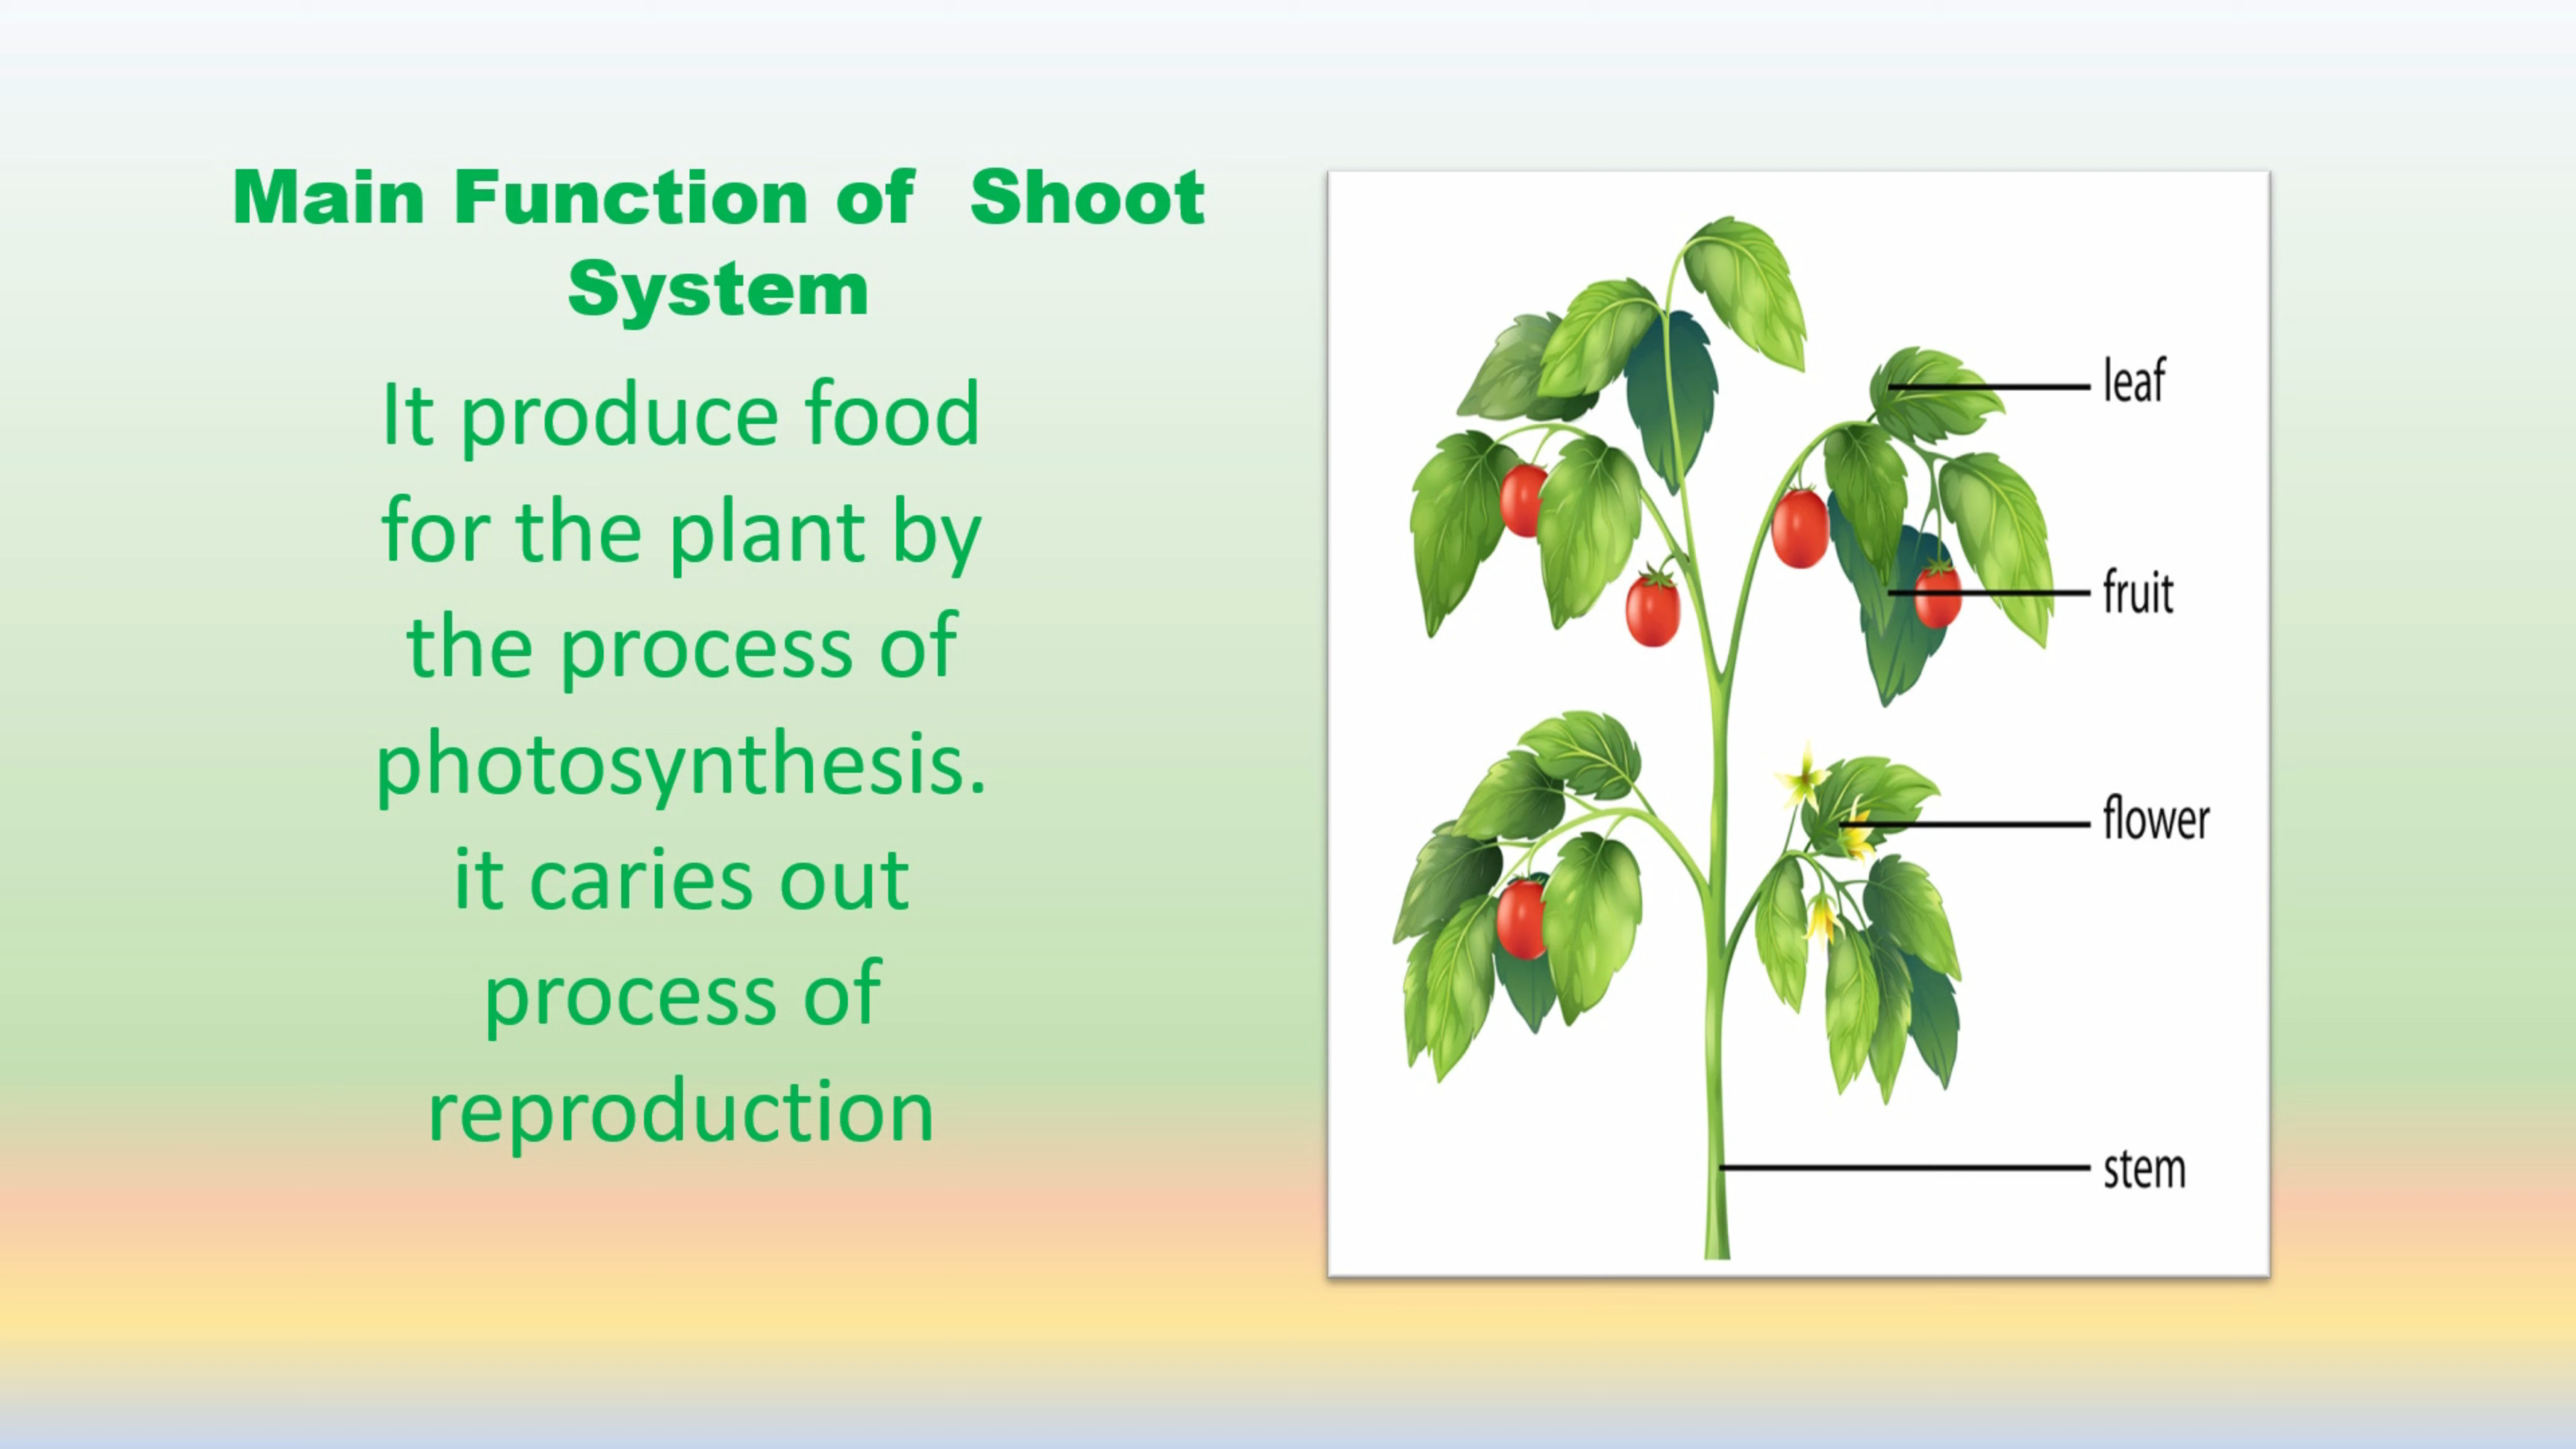 Main Function of  Shoot
System
It produce food
for the plant by
the process of
photosynthesis.
it caries out
process of
reproduction
leaf
fruit
flower
stem